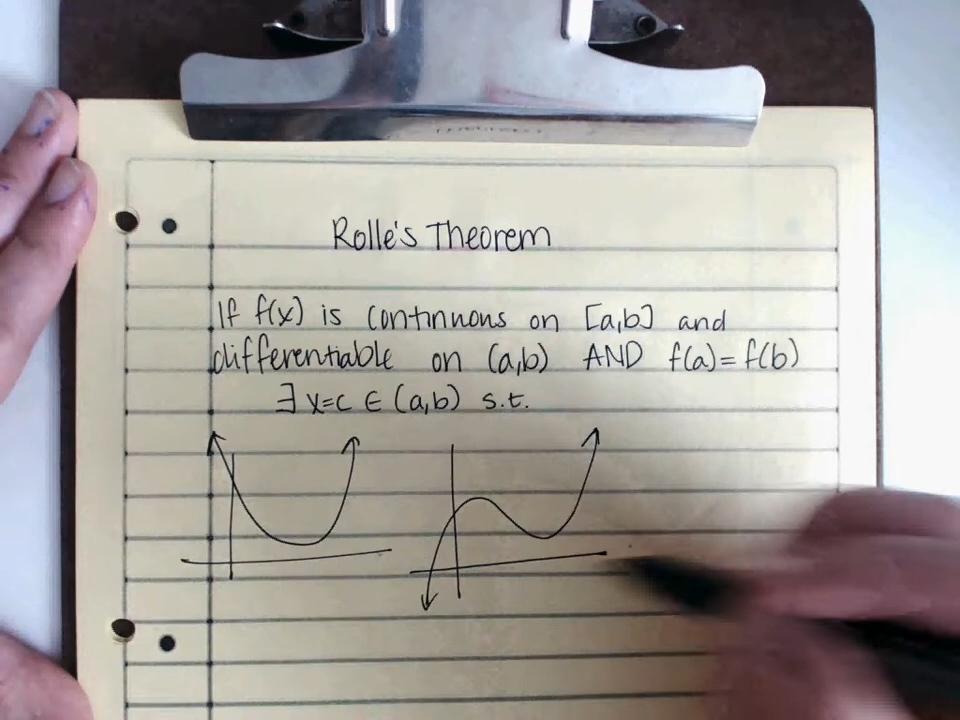 Rolle's Theorem
If f(x) is continuous on [a,b] and
differentiable on (a,b) AND f(a)=f(b)
∃ x=c ∈ (a,b) s.t.